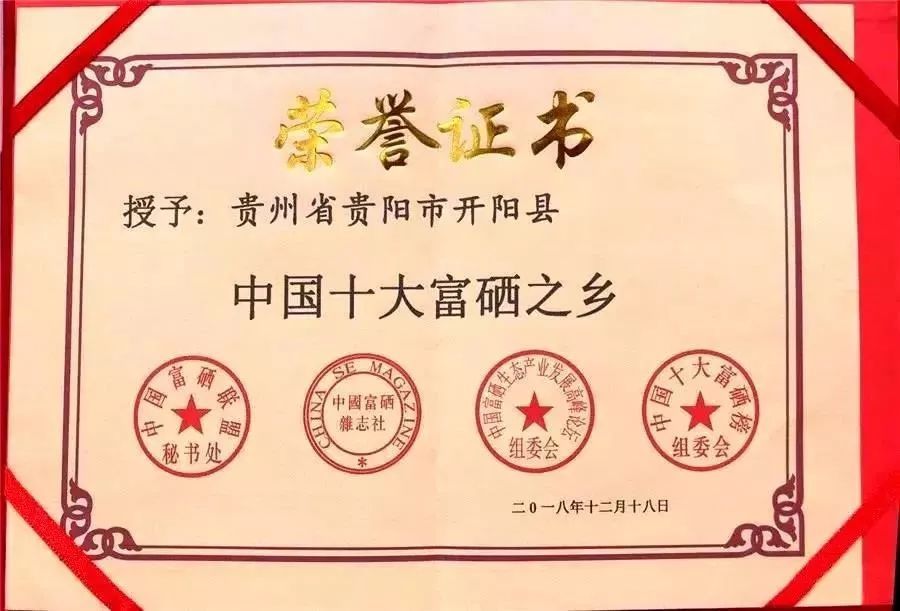 荣誉证书
授予：贵州省贵阳市开阳县
中国十大富硒之乡
中国富硒联盟
秘书处
CHINA SE MAGAZINE
中國富硒
雜志社
*
中国富硒生态产业发展高峰论坛
组委会
中国十大富硒榜
组委会
二0一八年十二月十八日